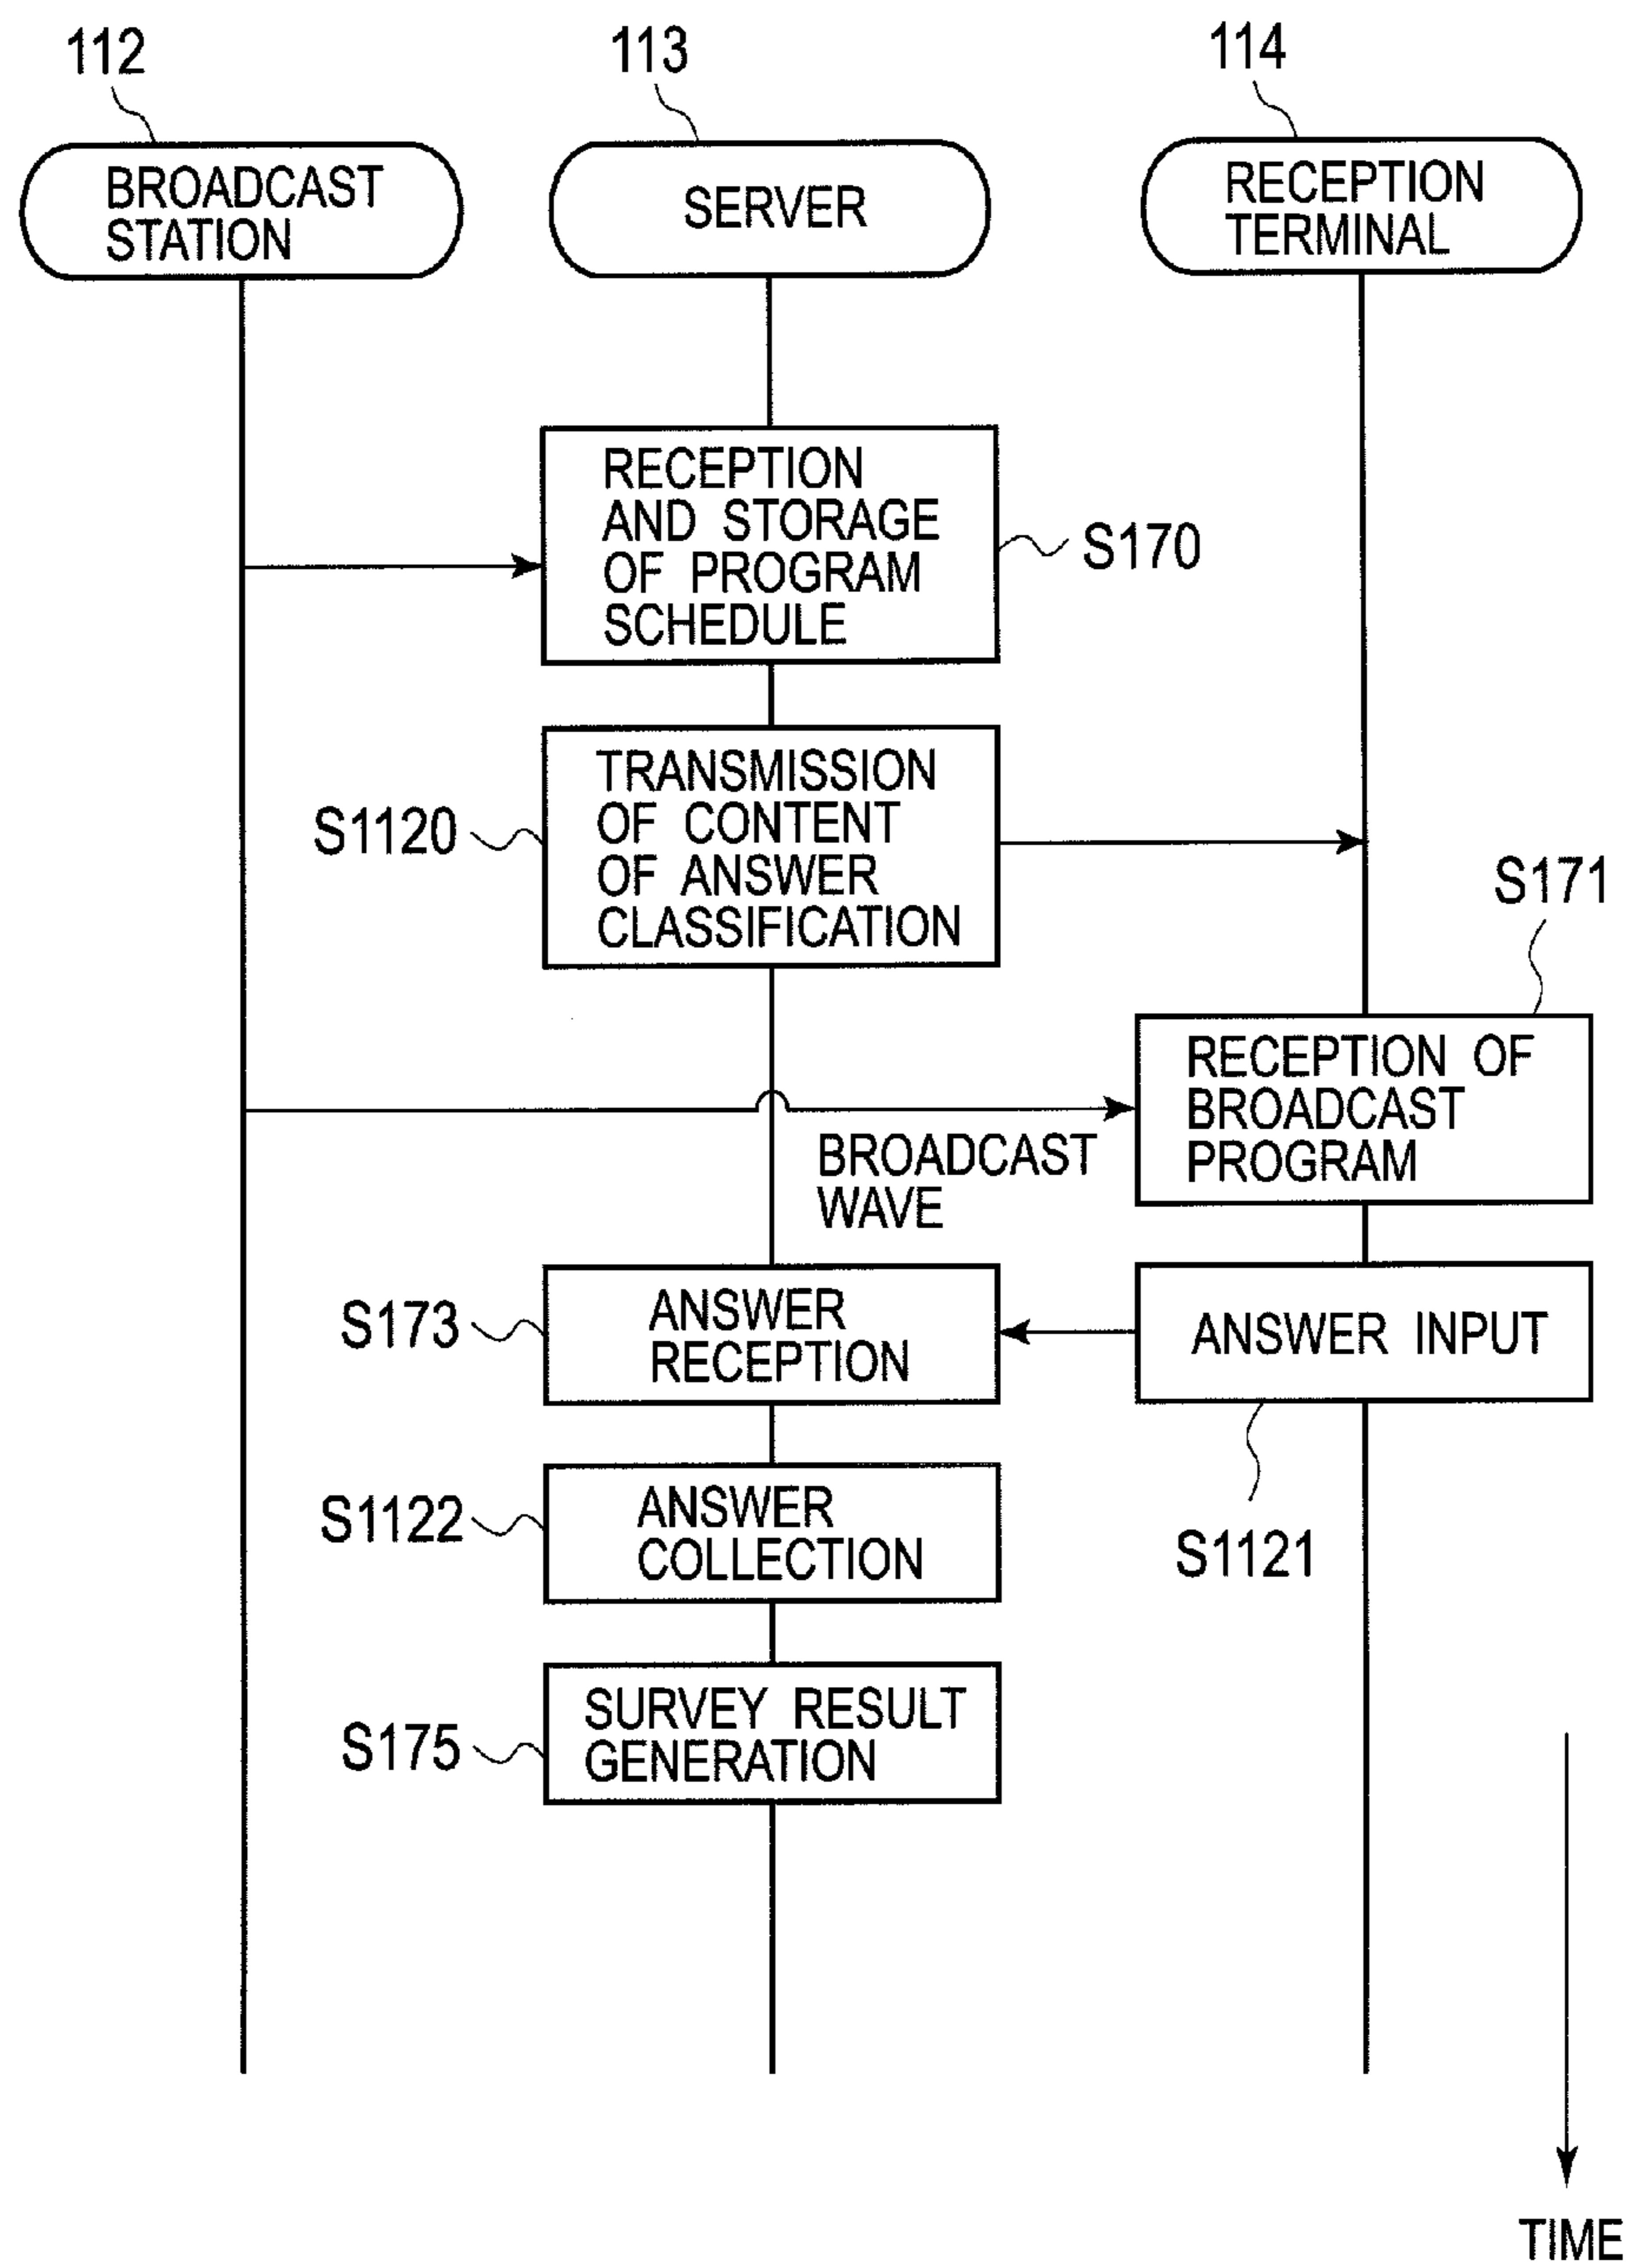 112
113
114
BROADCAST
STATION
SERVER
RECEPTION
TERMINAL
RECEPTION
AND STORAGE
OF PROGRAM
SCHEDULE
S170
TRANSMISSION
OF CONTENT
OF ANSWER
CLASSIFICATION
S1120
S171
RECEPTION OF
BROADCAST
PROGRAM
BROADCAST
WAVE
S173
ANSWER
RECEPTION
ANSWER INPUT
S1122
ANSWER
COLLECTION
S1121
S175
SURVEY RESULT
GENERATION
TIME